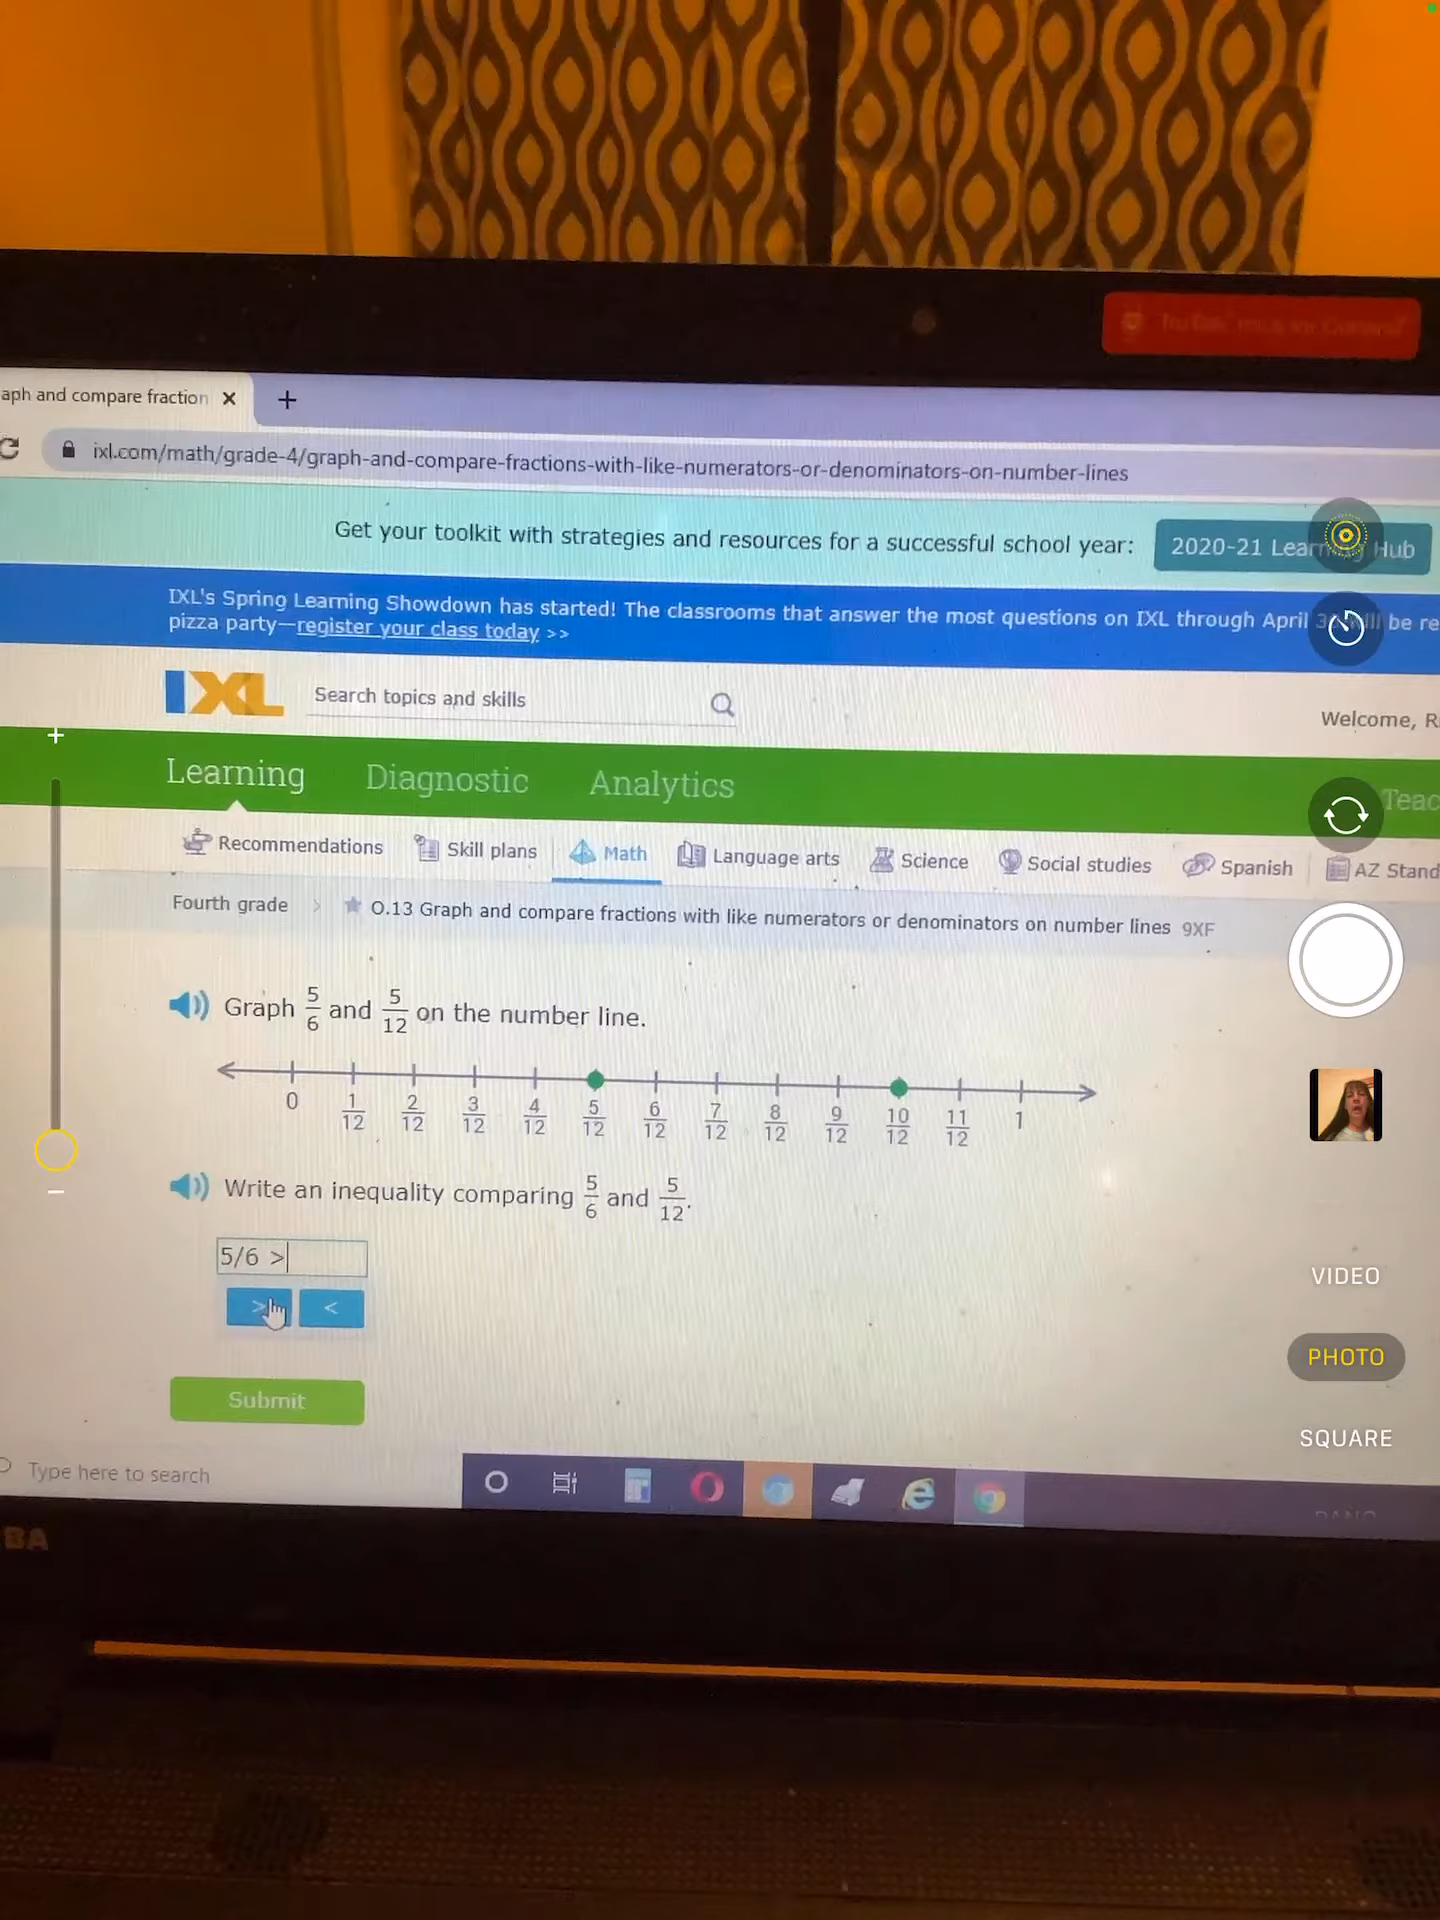 aph and compare fraction
ixl.com/math/grade-4/graph-and-compare-fractions-with-like-numerators-or-denominators-on-number-lines
Get your toolkit with strategies and resources for a successful school year:
2020-21 Learning Hub
IXL's Spring Learning Showdown has started! The classrooms that answer the most questions on IXL through April be re
pizza party—register your class today >>
IXL
Search topics and skills
Welcome, R
Learning Diagnostic Analytics
Teac
Recommendations Skill plans Math Language arts Science Social studies Spanish AZ Stand
Fourth grade > O.13 Graph and compare fractions with like numerators or denominators on number lines 9XF
Graph 5/6 and 5/12 on the number line.
0 1/12 2/12 3/12 4/12 5/12 6/12 7/12 8/12 9/12 10/12 11/12 1
Write an inequality comparing 5/6 and 5/12.
5/6 >
> <
Submit
VIDEO
PHOTO
SQUARE
Type here to search
BA